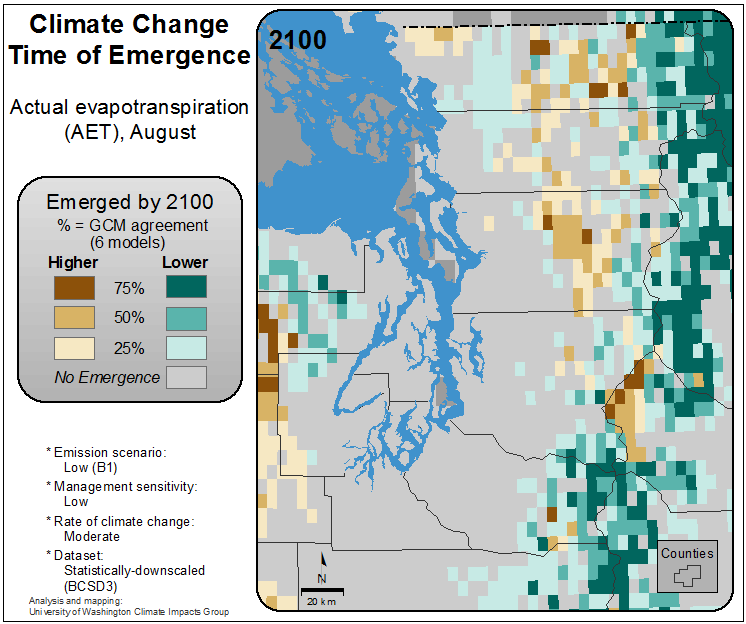 Climate Change
Time of Emergence
Actual evapotranspiration
(AET), August
Emerged by 2100
% = GCM agreement
(6 models)
Higher Lower
75%
50%
25%
No Emergence
* Emission scenario:
Low (B1)
* Management sensitivity:
Low
* Rate of climate change:
Moderate
* Dataset:
Statistically-downscaled
(BCSD3)
Analysis and mapping:
University of Washington Climate Impacts Group
2100
N
20 km
Counties